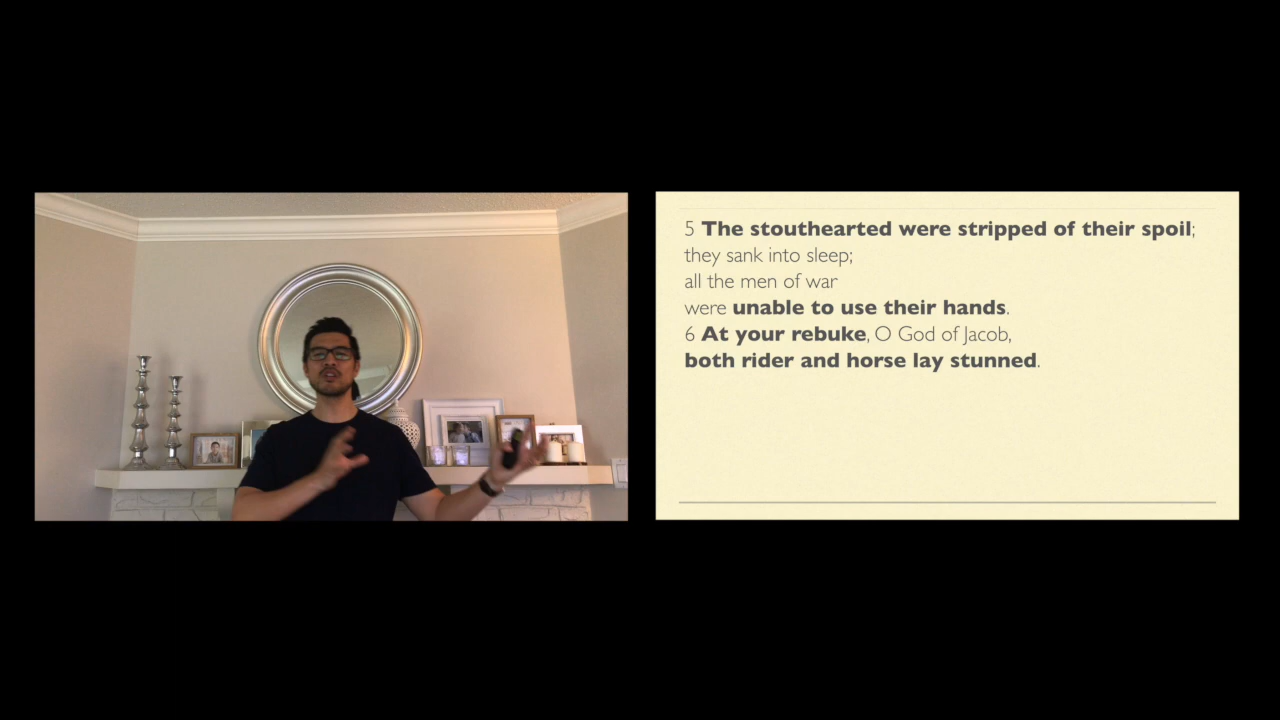 5 The stouthearted were stripped of their spoil;
they sank into sleep;
all the men of war
were unable to use their hands.
6 At your rebuke, O God of Jacob,
both rider and horse lay stunned.